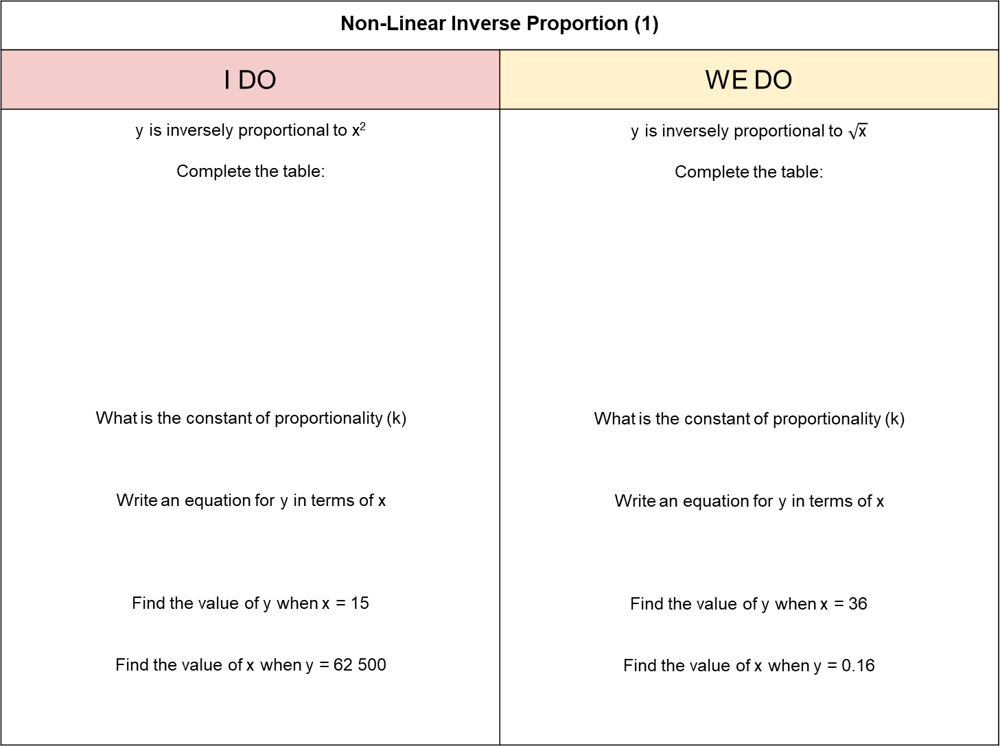 Non-Linear Inverse Proportion (1)
I DO
WE DO
y is inversely proportional to x²
Complete the table:
What is the constant of proportionality (k)
Write an equation for y in terms of x
Find the value of y when x = 15
Find the value of x when y = 62 500
y is inversely proportional to √x
Complete the table:
What is the constant of proportionality (k)
Write an equation for y in terms of x
Find the value of y when x = 36
Find the value of x when y = 0.16